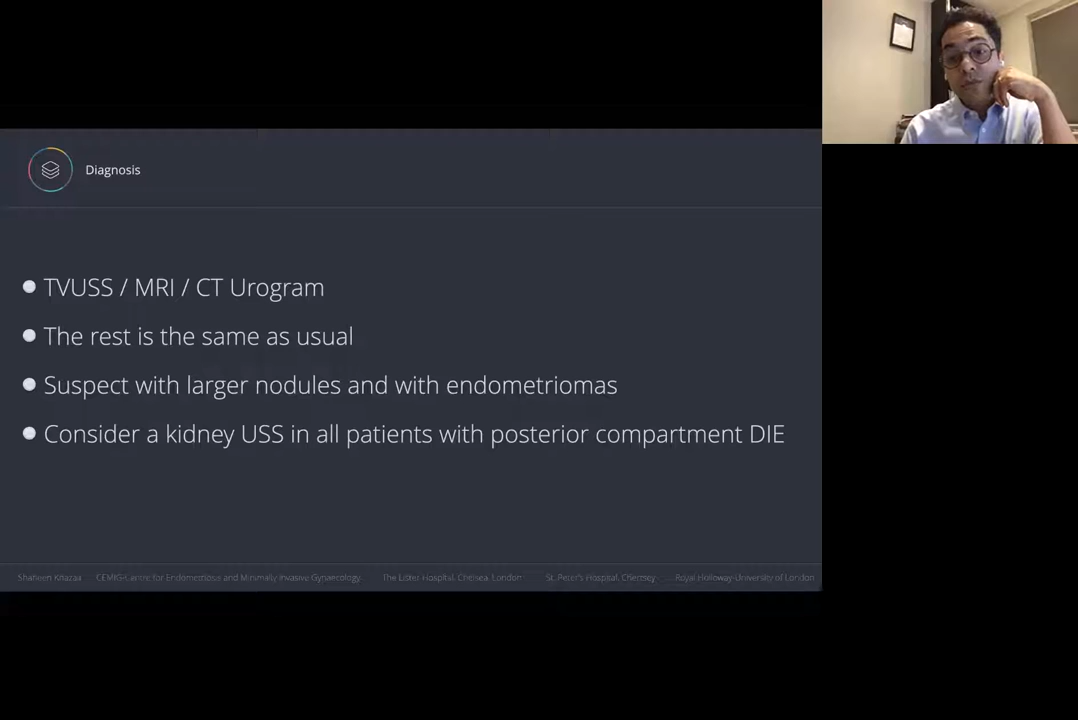 Diagnosis
TVUSS / MRI / CT Urogram
The rest is the same as usual
Suspect with larger nodules and with endometriomas
Consider a kidney USS in all patients with posterior compartment DIE
Shaheen Khazali CEMIG-Centre for Endometriosis and Minimally Invasive Gynaecology The Lister Hospital, Chelsea, London St. Peter's Hospital, Chertsey Royal Holloway-University of London